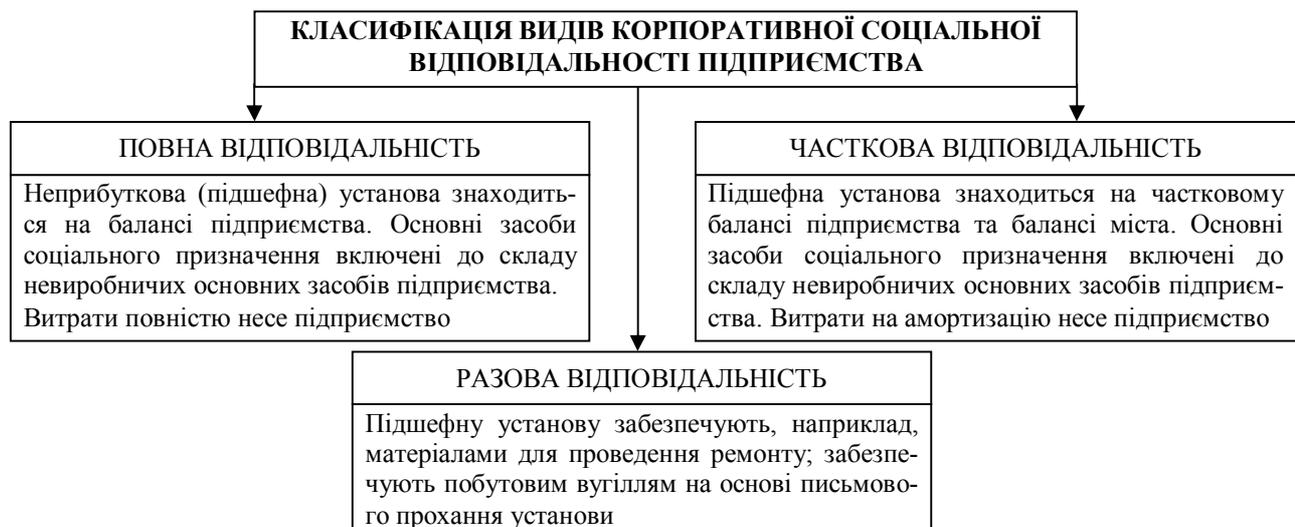 КЛАСИФІКАЦІЯ ВИДІВ КОРПОРАТИВНОЇ СОЦІАЛЬНОЇ
ВІДПОВІДАЛЬНОСТІ ПІДПРИЄМСТВА
ПОВНА ВІДПОВІДАЛЬНІСТЬ
Неприбуткова (підшефна) установа знаходить-
ся на балансі підприємства. Основні засоби
соціального призначення включені до складу
невиробничих основних засобів підприємства.
Витрати повністю несе підприємство
ЧАСТКОВА ВІДПОВІДАЛЬНІСТЬ
Підшефна установа знаходиться на частковому
балансі підприємства та балансі міста. Основні
засоби соціального призначення включені до
складу невиробничих основних засобів підприєм-
ства. Витрати на амортизацію несе підприємство
РАЗОВА ВІДПОВІДАЛЬНІСТЬ
Підшефну установу забезпечують, наприклад,
матеріалами для проведення ремонту; забезпе-
чують побутовим вугіллям на основі письмово-
го прохання установи